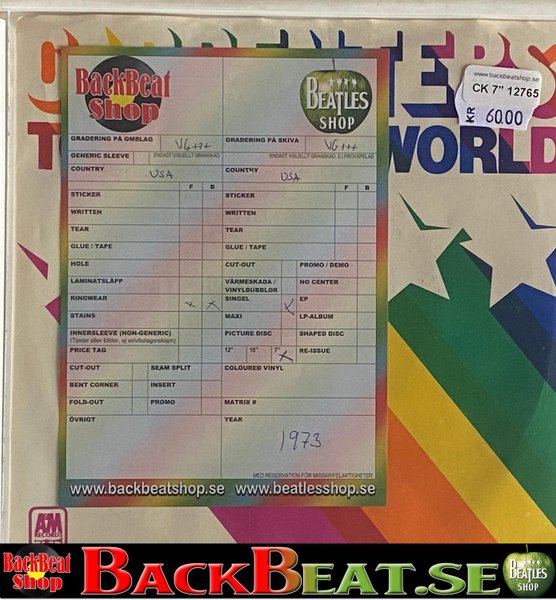 CARPENTERS
TOP OF THE WORLD
www.backbeatshop.se
CK 7" 12765
KR 60.00
BackBeat Shop
BEATLES SHOP
GRADERING PÅ OMSLAG VG+++ GRADERING PÅ SKIVA VG+++
GENERIC SLEEVE ENDAST VISUELLT GRANSKAD ENDAST VISUELLT GRANSKAD, EJ PROVSPELAD
COUNTRY USA COUNTRY USA
F B F B
STICKER STICKER
WRITTEN WRITTEN
TEAR TEAR
GLUE / TAPE GLUE / TAPE
HOLE CUT-OUT PROMO / DEMO
LAMINATSLÄPP VÄRMESKADA / VINYLBUBBLOR NO CENTER
RINGWEAR X X SINGEL X EP
STAINS MAXI LP-ALBUM
INNERSLEEVE (NON-GENERIC) PICTURE DISC SHAPED DISC
(Texter eller bilder, ej skivbolagsreklam)
PRICE TAG 12" 10" 7" X RE-ISSUE
CUT-OUT SEAM SPLIT COLOURED VINYL
BENT CORNER INSERT
FOLD-OUT PROMO MATRIX #
ÖVRIGT YEAR
1973
MED RESERVATION FÖR MISSAR/FELAKTIGHETER
www.backbeatshop.se www.beatlesshop.se
A&M
RECORDS
BackBeat Shop BACKBEAT.SE BEATLES SHOP